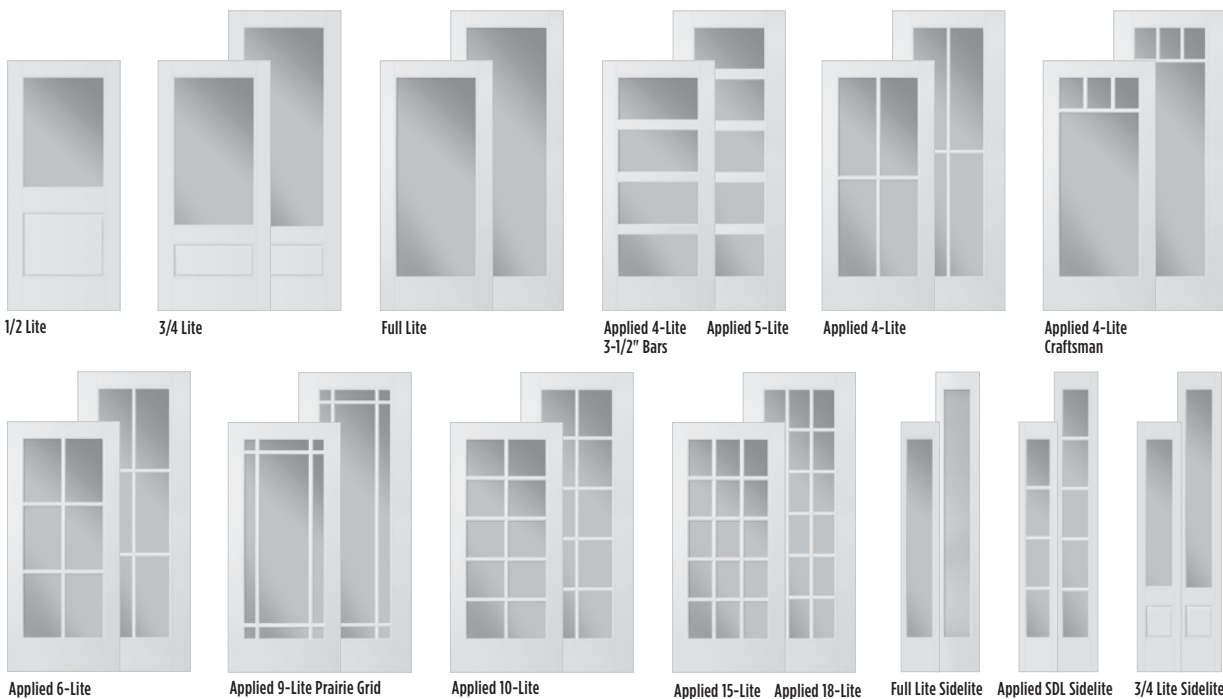 1/2 Lite
3/4 Lite
Full Lite
Applied 4-Lite
3-1/2" Bars
Applied 5-Lite
Applied 4-Lite
Applied 4-Lite
Craftsman
Applied 6-Lite
Applied 9-Lite Prairie Grid
Applied 10-Lite
Applied 15-Lite
Applied 18-Lite
Full Lite Sidelite
Applied SDL Sidelite
3/4 Lite Sidelite